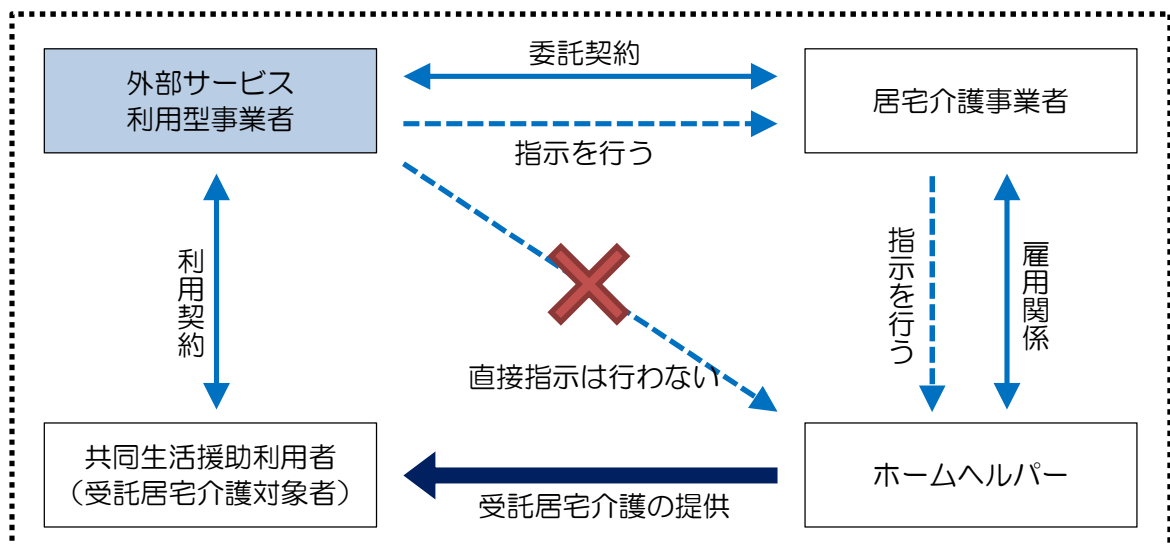 外部サービス
利用型事業者
委託契約
指示を行う
居宅介護事業者
利用契約
直接指示は行わない
指示を行う
雇用関係
共同生活援助利用者
（受託居宅介護対象者）
受託居宅介護の提供
ホームヘルパー